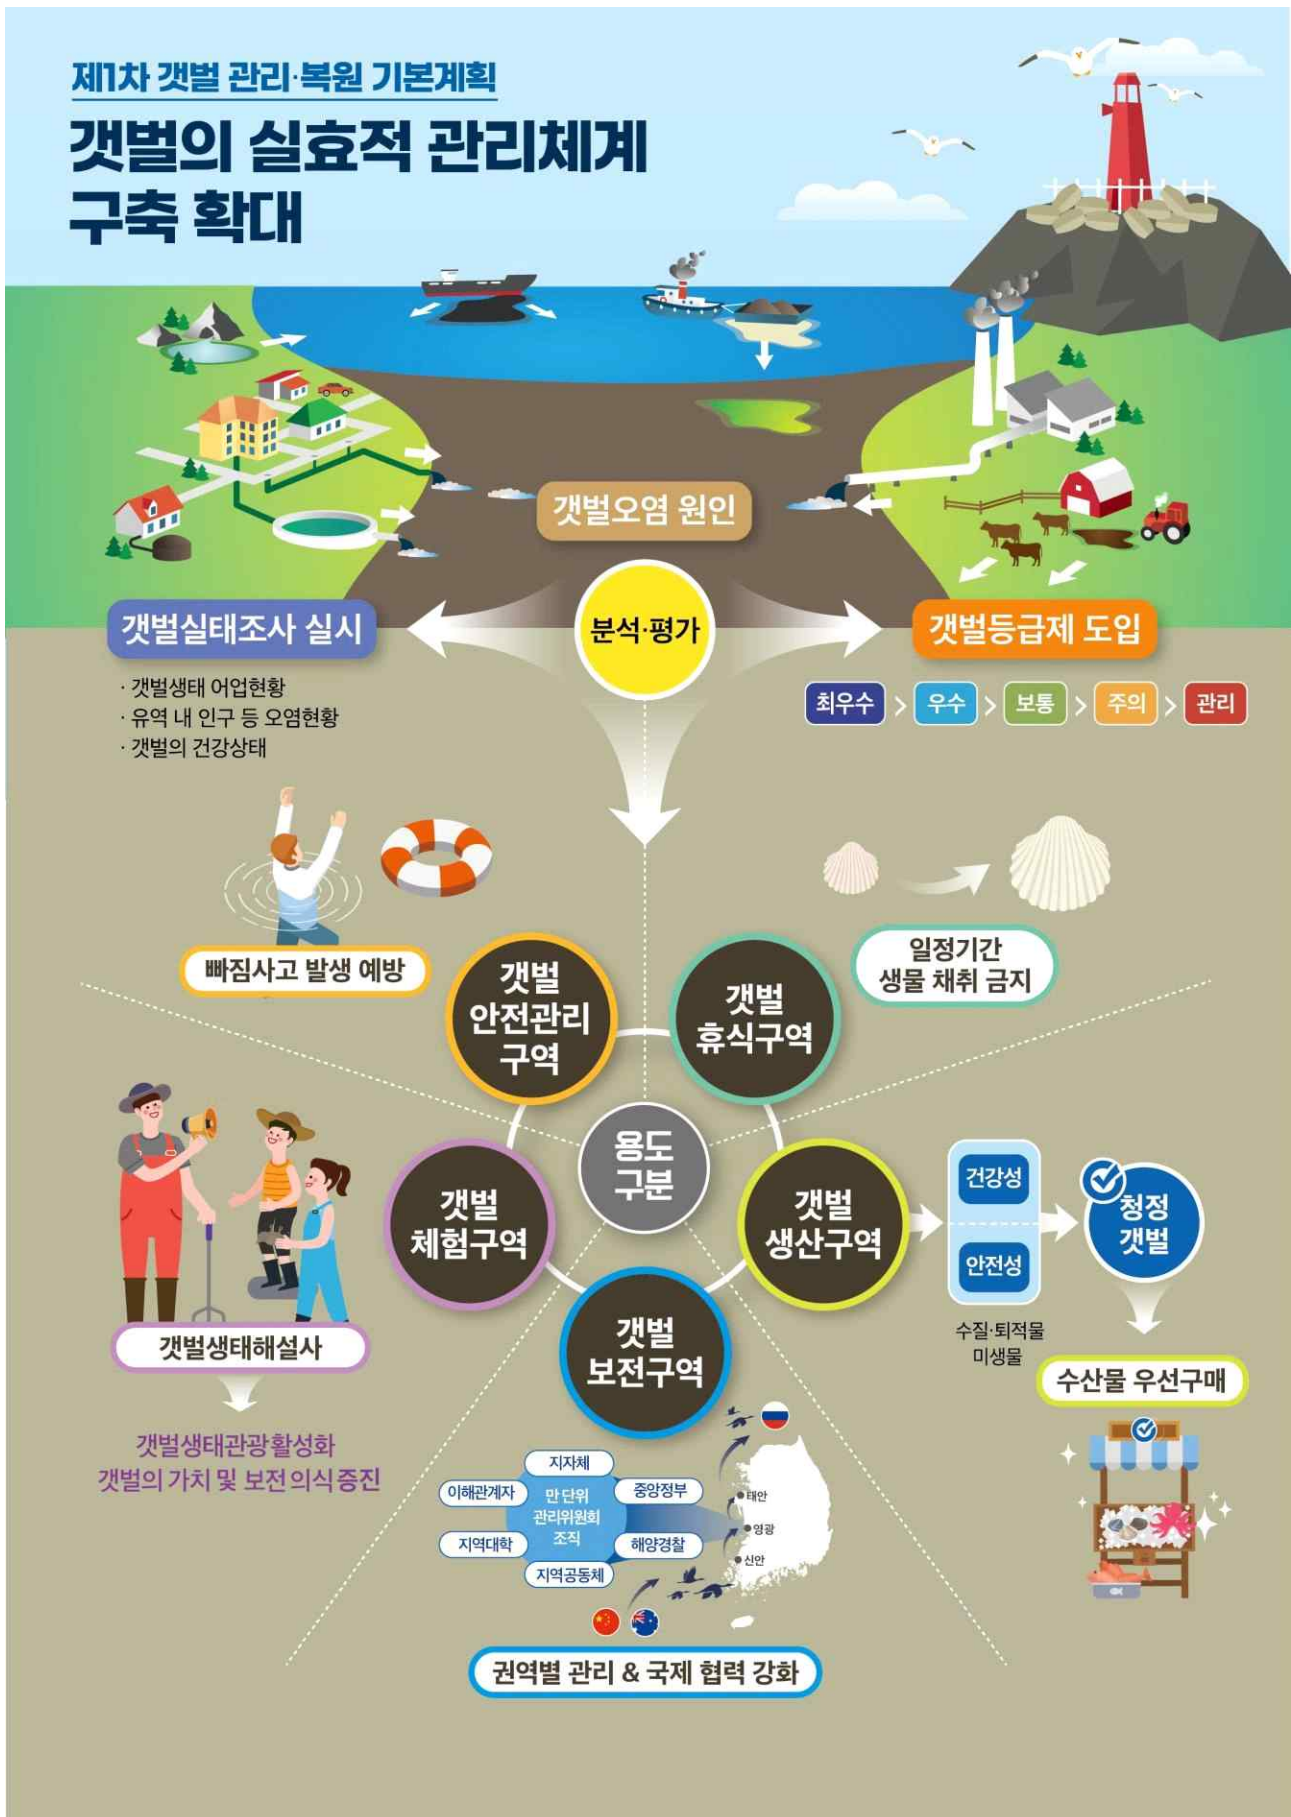 제1차 갯벌 관리·복원 기본계획
갯벌의 실효적 관리체계
구축 확대
갯벌오염 원인
분석·평가
갯벌실태조사 실시
· 갯벌생태 어업현황
· 유역 내 인구 등 오염현황
· 갯벌의 건강상태
갯벌등급제 도입
최우수 > 우수 > 보통 > 주의 > 관리
빠짐사고 발생 예방
갯벌
안전관리
구역
갯벌
휴식구역
일정기간
생물 채취 금지
용도
구분
갯벌
체험구역
갯벌생태해설사
갯벌생태관광 활성화
갯벌의 가치 및 보전 의식 증진
갯벌
생산구역
건강성
안전성
수질·퇴적물
미생물
청정
갯벌
수산물 우선구매
갯벌
보전구역
지자체
이해관계자
중앙정부
만 단위
관리위원회
조직
지역대학
해양경찰
지역공동체
태안
영광
신안
권역별 관리 & 국제 협력 강화